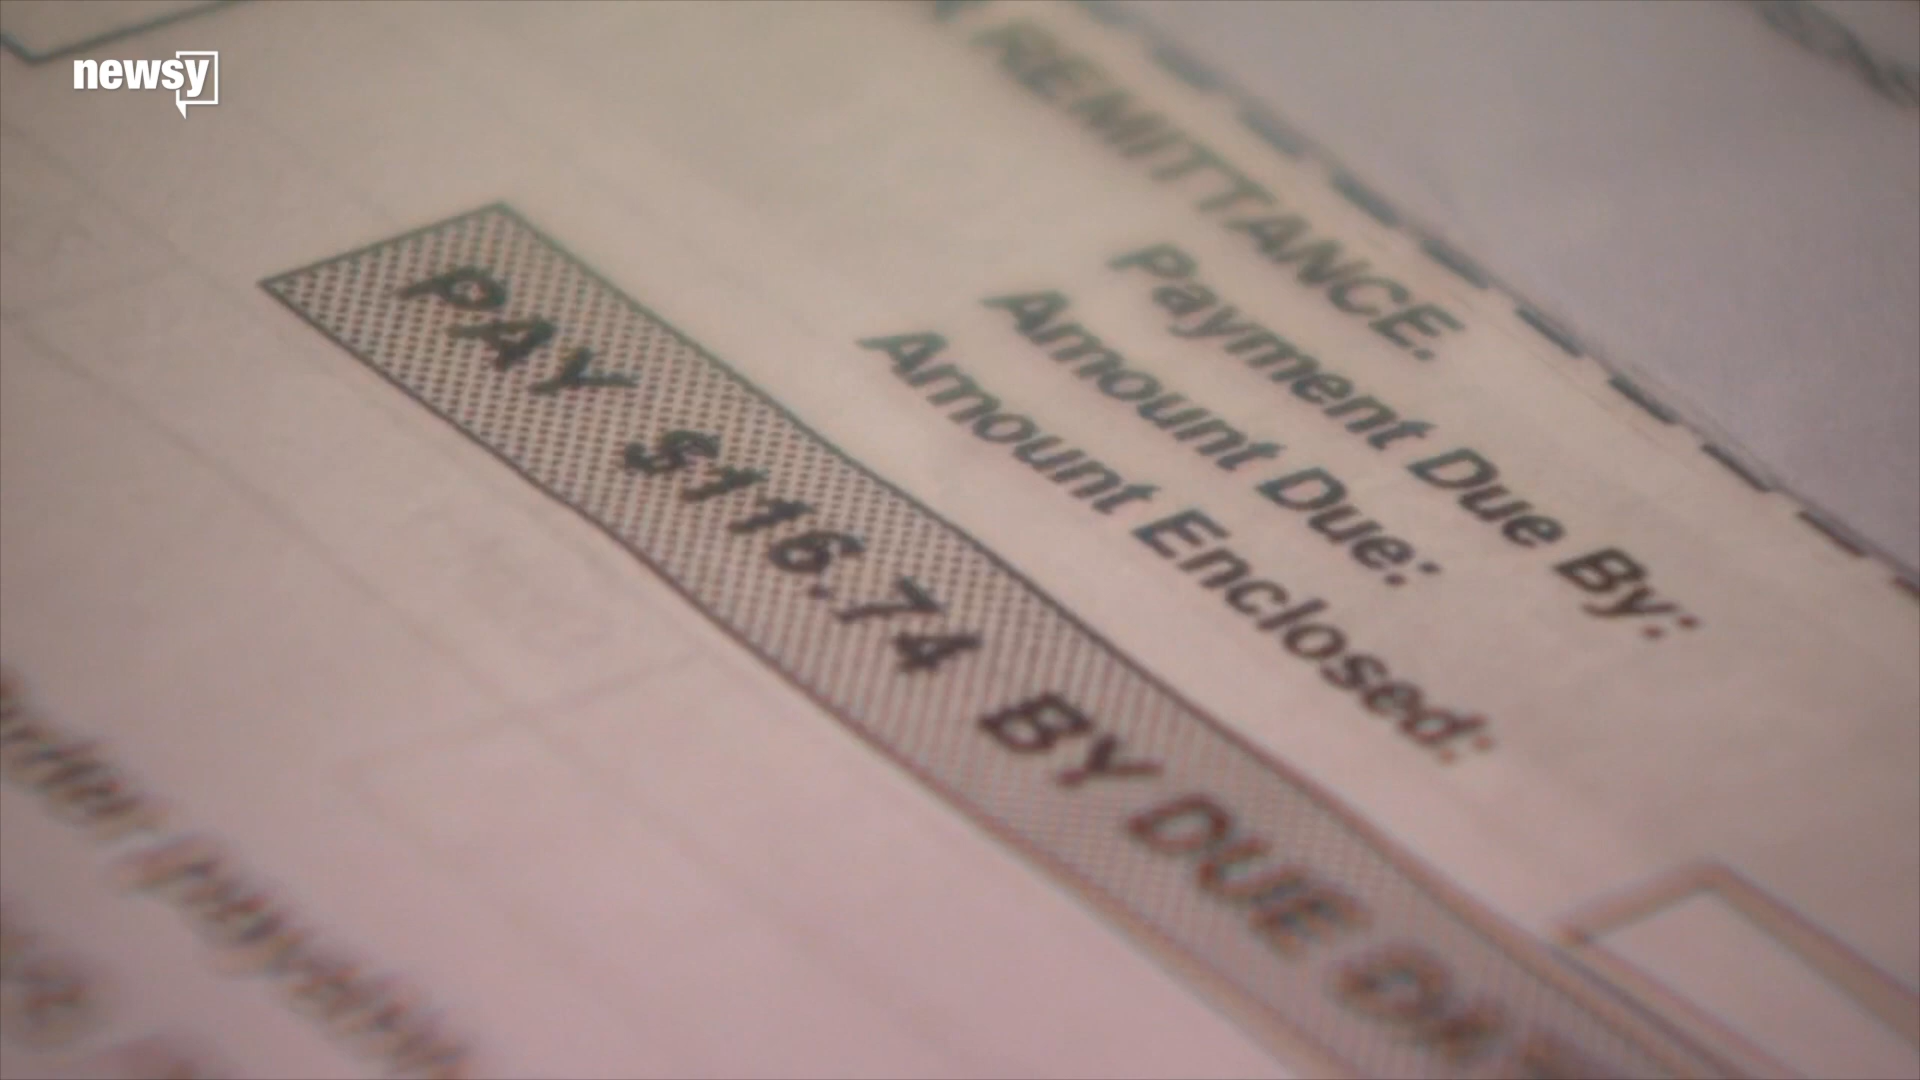 newsy
REMITTANCE.
Payment Due By:
Amount Due:
Amount Enclosed:
PAY $116.74 BY DUE